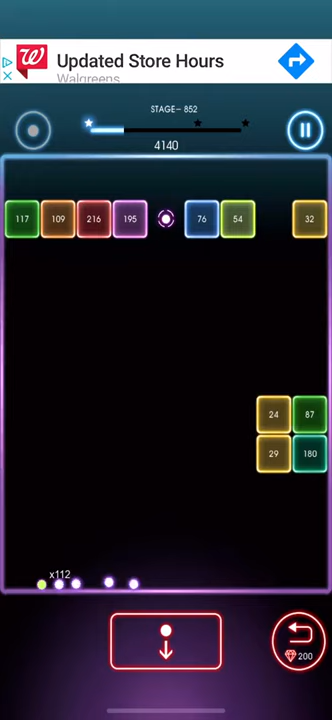 W
Updated Store Hours
Walgreens
STAGE- 852
4140
117 109 216 195 76 54 32
24 87
29 180
x112
200